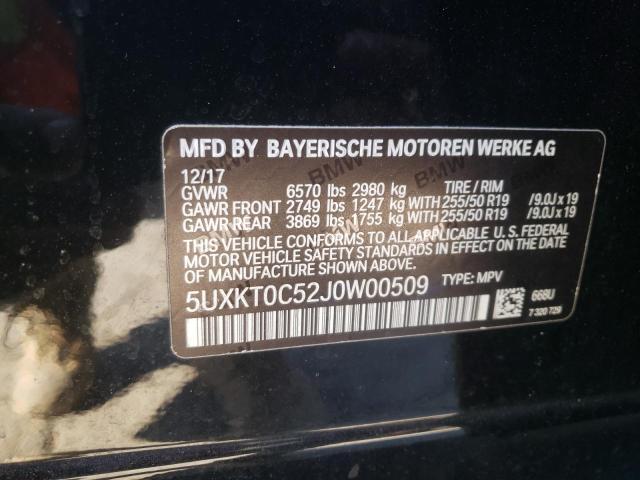 MFD BY BAYERISCHE MOTOREN WERKE AG
12/17
GVWR 6570 lbs 2980 kg TIRE / RIM
GAWR FRONT 2749 lbs 1247 kg WITH 255/50 R19 /9.0J x 19
GAWR REAR 3869 lbs 1755 kg WITH 255/50 R19 /9.0J x 19
THIS VEHICLE CONFORMS TO ALL APPLICABLE U. S. FEDERAL
MOTOR VEHICLE SAFETY STANDARDS IN EFFECT ON THE DATE
OF MANUFACTURE SHOWN ABOVE.
5UXKT0C52J0W00509 TYPE: MPV
668U
7 320 729